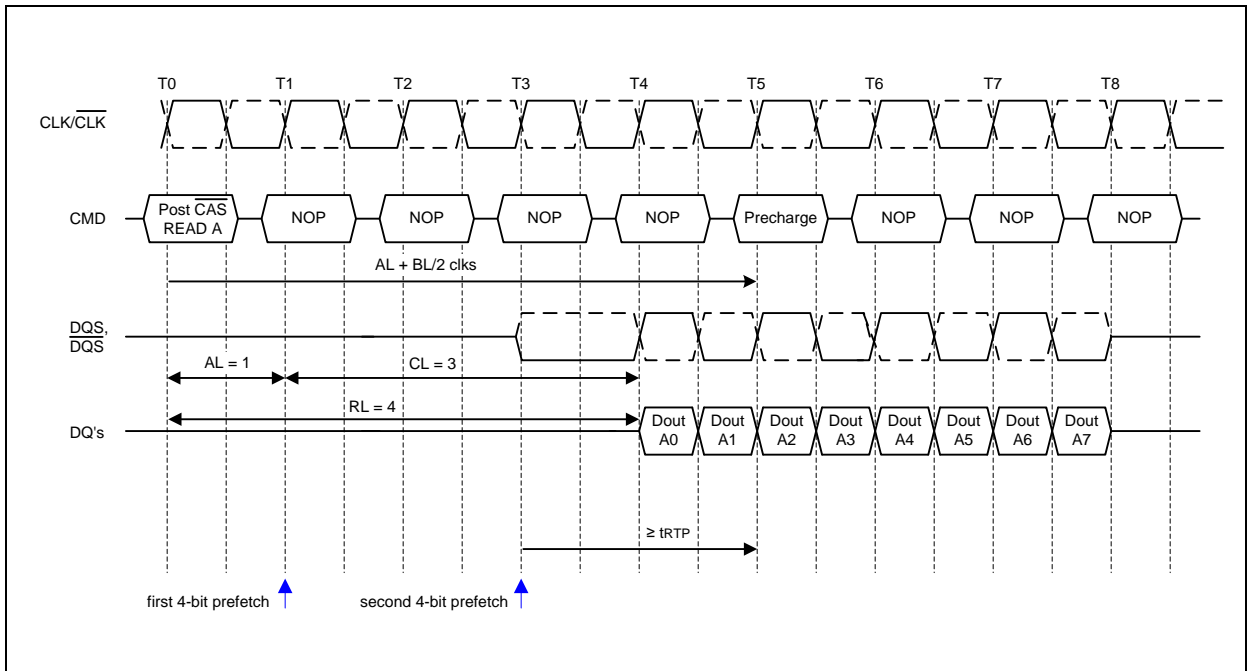 T0 T1 T2 T3 T4 T5 T6 T7 T8
CLK/CLK
CMD
Post CAS
READ A
NOP NOP NOP NOP Precharge NOP NOP NOP
AL + BL/2 clks
DQS,
DQS
AL = 1
CL = 3
RL = 4
DQ's
Dout Dout Dout Dout Dout Dout Dout Dout
A0 A1 A2 A3 A4 A5 A6 A7
≥ tRTP
first 4-bit prefetch
second 4-bit prefetch